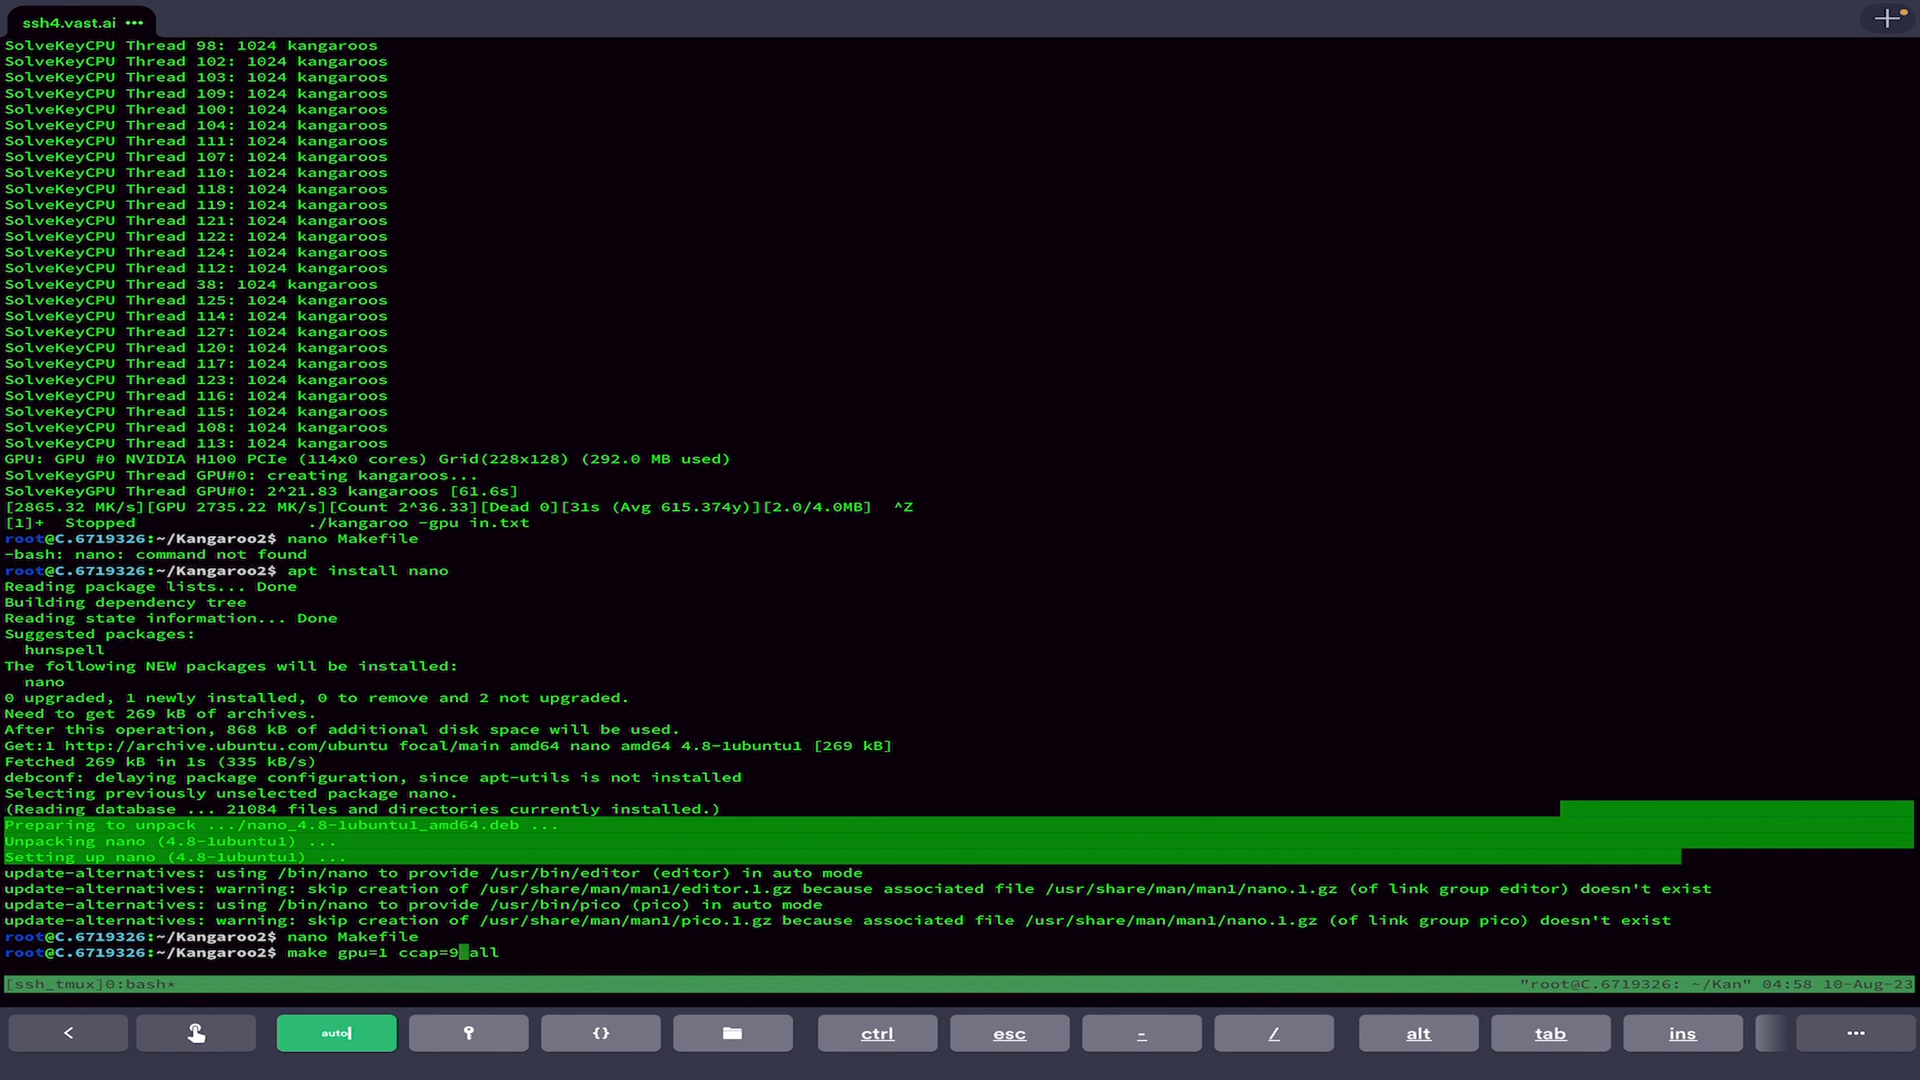 ssh4.vast.ai •••
SolveKeyCPU Thread 98: 1024 kangaroos
SolveKeyCPU Thread 102: 1024 kangaroos
SolveKeyCPU Thread 103: 1024 kangaroos
SolveKeyCPU Thread 109: 1024 kangaroos
SolveKeyCPU Thread 100: 1024 kangaroos
SolveKeyCPU Thread 104: 1024 kangaroos
SolveKeyCPU Thread 111: 1024 kangaroos
SolveKeyCPU Thread 107: 1024 kangaroos
SolveKeyCPU Thread 110: 1024 kangaroos
SolveKeyCPU Thread 118: 1024 kangaroos
SolveKeyCPU Thread 119: 1024 kangaroos
SolveKeyCPU Thread 121: 1024 kangaroos
SolveKeyCPU Thread 122: 1024 kangaroos
SolveKeyCPU Thread 124: 1024 kangaroos
SolveKeyCPU Thread 112: 1024 kangaroos
SolveKeyCPU Thread 38: 1024 kangaroos
SolveKeyCPU Thread 125: 1024 kangaroos
SolveKeyCPU Thread 114: 1024 kangaroos
SolveKeyCPU Thread 127: 1024 kangaroos
SolveKeyCPU Thread 120: 1024 kangaroos
SolveKeyCPU Thread 117: 1024 kangaroos
SolveKeyCPU Thread 123: 1024 kangaroos
SolveKeyCPU Thread 116: 1024 kangaroos
SolveKeyCPU Thread 115: 1024 kangaroos
SolveKeyCPU Thread 108: 1024 kangaroos
SolveKeyCPU Thread 113: 1024 kangaroos
GPU: GPU #0 NVIDIA H100 PCIe (114x0 cores) Grid(228x128) (292.0 MB used)
SolveKeyGPU Thread GPU#0: creating kangaroos...
SolveKeyGPU Thread GPU#0: 2^21.83 kangaroos [61.6s]
[2865.32 MK/s][GPU 2735.22 MK/s][Count 2^36.33][Dead 0][31s (Avg 615.374y)][2.0/4.0MB]  ^Z
[1]+  Stopped                 ./kangaroo -gpu in.txt
root@C.6719326:~/Kangaroo2$ nano Makefile
-bash: nano: command not found
root@C.6719326:~/Kangaroo2$ apt install nano
Reading package lists... Done
Building dependency tree
Reading state information... Done
Suggested packages:
  hunspell
The following NEW packages will be installed:
  nano
0 upgraded, 1 newly installed, 0 to remove and 2 not upgraded.
Need to get 269 kB of archives.
After this operation, 868 kB of additional disk space will be used.
Get:1 http://archive.ubuntu.com/ubuntu focal/main amd64 nano amd64 4.8-1ubuntu1 [269 kB]
Fetched 269 kB in 1s (335 kB/s)
debconf: delaying package configuration, since apt-utils is not installed
Selecting previously unselected package nano.
(Reading database ... 21084 files and directories currently installed.)
Preparing to unpack .../nano_4.8-1ubuntu1_amd64.deb ...
Unpacking nano (4.8-1ubuntu1) ...
Setting up nano (4.8-1ubuntu1) ...
update-alternatives: using /bin/nano to provide /usr/bin/editor (editor) in auto mode
update-alternatives: warning: skip creation of /usr/share/man/man1/editor.1.gz because associated file /usr/share/man/man1/nano.1.gz (of link group editor) doesn't exist
update-alternatives: using /bin/nano to provide /usr/bin/pico (pico) in auto mode
update-alternatives: warning: skip creation of /usr/share/man/man1/pico.1.gz because associated file /usr/share/man/man1/nano.1.gz (of link group pico) doesn't exist
root@C.6719326:~/Kangaroo2$ nano Makefile
root@C.6719326:~/Kangaroo2$ make gpu=1 ccap=9 all
[ssh_tmux]0:bash* "root@C.6719326: ~/Kan" 04:58 10-Aug-23
< auto {} ctrl esc - / alt tab ins •••